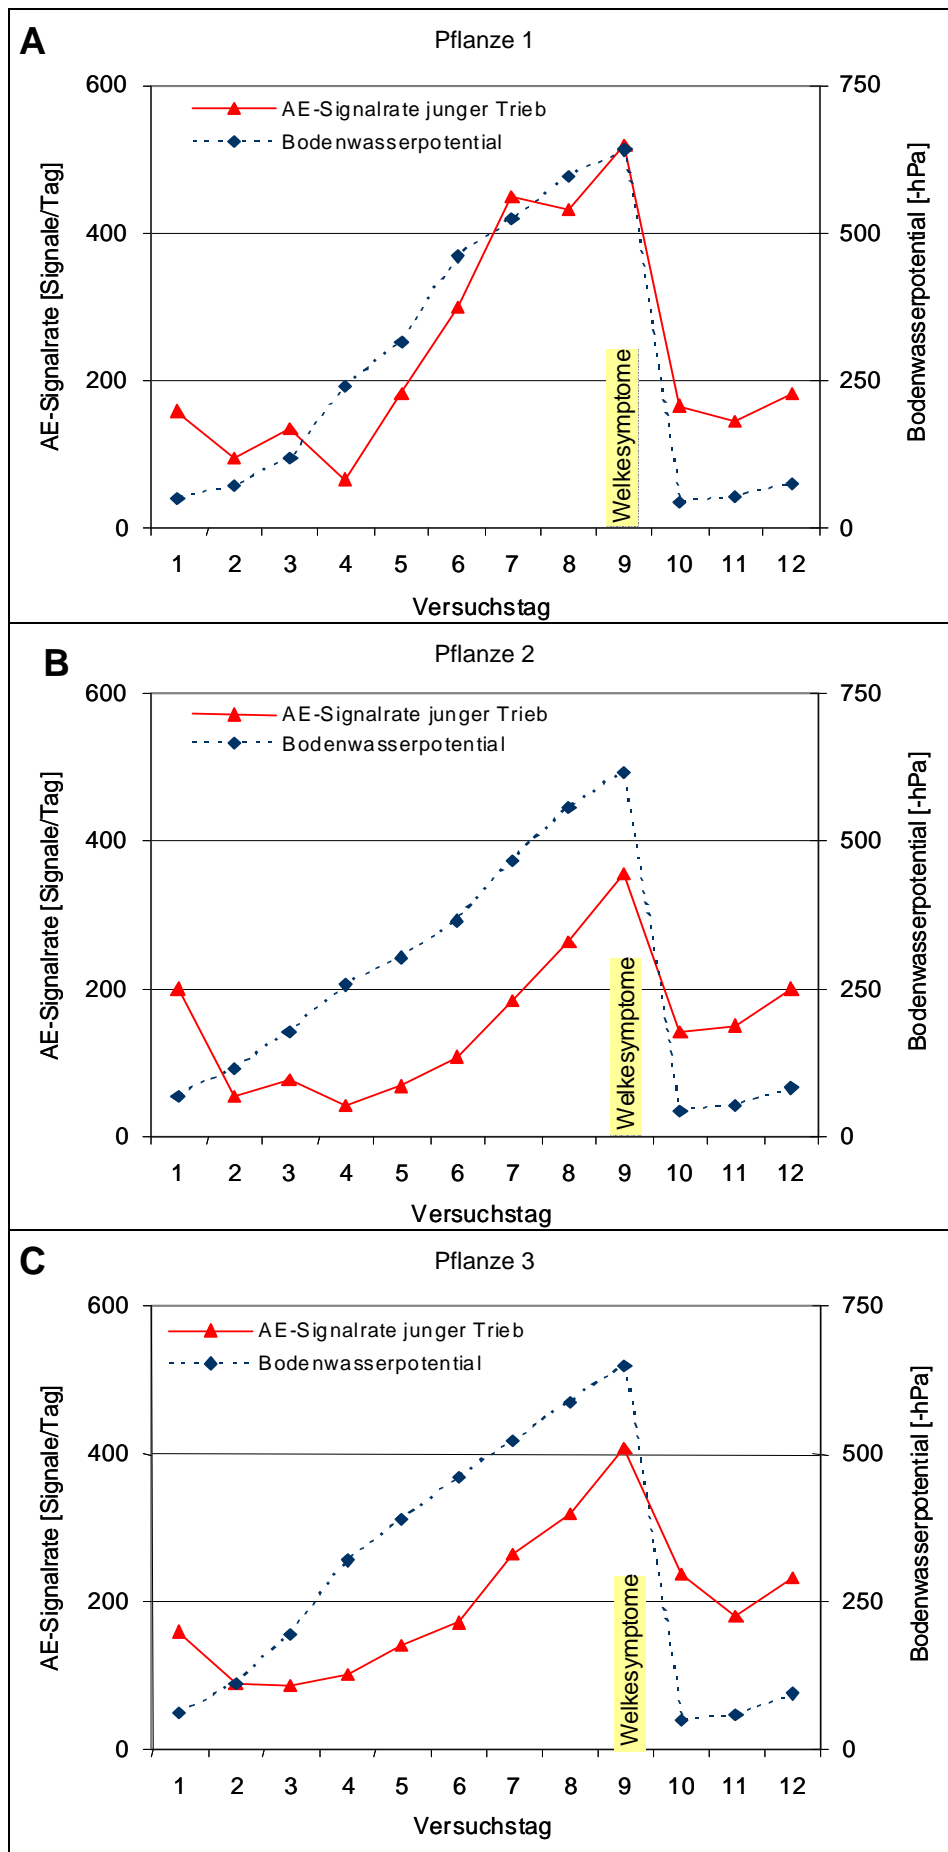 A
Pflanze 1
AE-Signalrate [Signale/Tag]
Bodenwasserpotential [-hPa]
AE-Signalrate junger Trieb
Bodenwasserpotential
600
400
200
0
750
500
250
0
Welkesymptome
1 2 3 4 5 6 7 8 9 10 11 12
Versuchstag
B
Pflanze 2
AE-Signalrate [Signale/Tag]
Bodenwasserpotential [-hPa]
AE-Signalrate junger Trieb
Bodenwasserpotential
600
400
200
0
750
500
250
0
Welkesymptome
1 2 3 4 5 6 7 8 9 10 11 12
Versuchstag
C
Pflanze 3
AE-Signalrate [Signale/Tag]
Bodenwasserpotential [-hPa]
AE-Signalrate junger Trieb
Bodenwasserpotential
600
400
200
0
750
500
250
0
Welkesymptome
1 2 3 4 5 6 7 8 9 10 11 12
Versuchstag